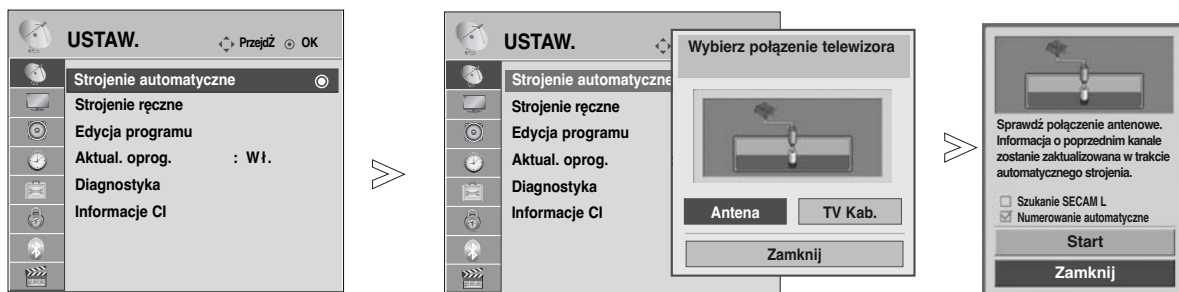 USTAW.
PrzejdŹ OK
Strojenie automatyczne
Strojenie ręczne
Edycja programu
Aktual. oprog. : Wł.
Diagnostyka
Informacje CI
USTAW.
Strojenie automatyczne
Strojenie ręczne
Edycja programu
Aktual. oprog.
Diagnostyka
Informacje CI
Wybierz połązenie telewizora
Antena TV Kab.
Zamknij
Sprawdź połączenie antenowe.
Informacja o poprzednim kanale
zostanie zaktualizowana w trakcie
automatycznego strojenia.
Szukanie SECAM L
Numerowanie automatyczne
Start
Zamknij